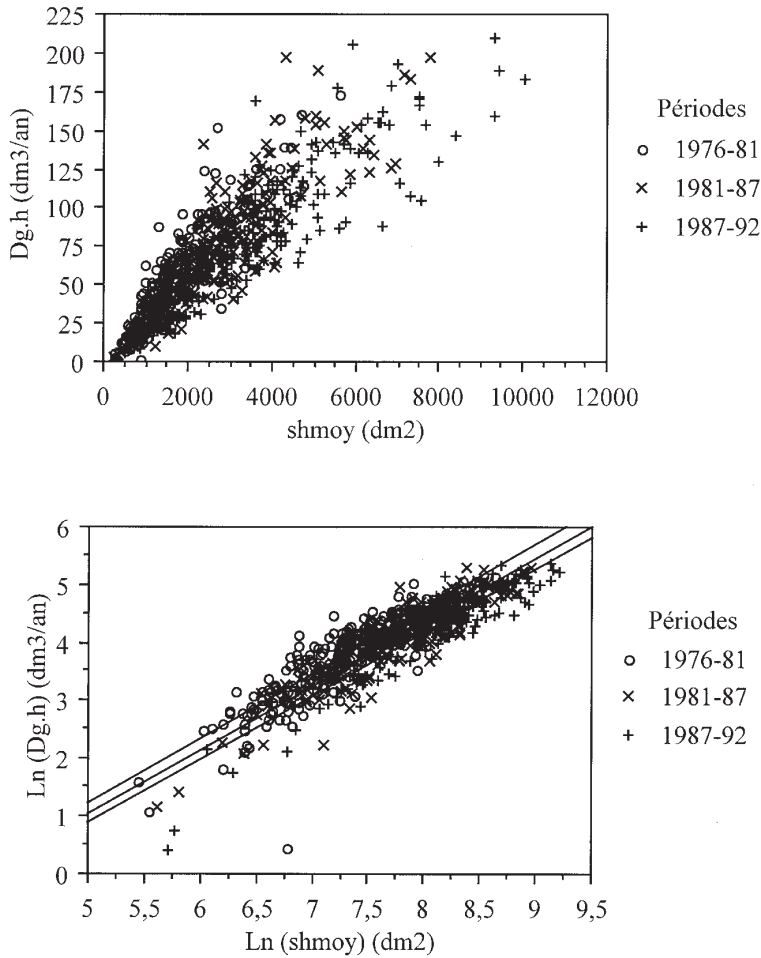 225
200
175
150
125
100
75
50
25
0
Dg.h (dm3/an)
0 2000 4000 6000 8000 10000 12000
shmoy (dm2)
Périodes
1976-81
1981-87
1987-92
6
5
4
3
2
1
0
Ln (Dg.h) (dm3/an)
5 5,5 6 6,5 7 7,5 8 8,5 9 9,5
Ln (shmoy) (dm2)
Périodes
1976-81
1981-87
1987-92